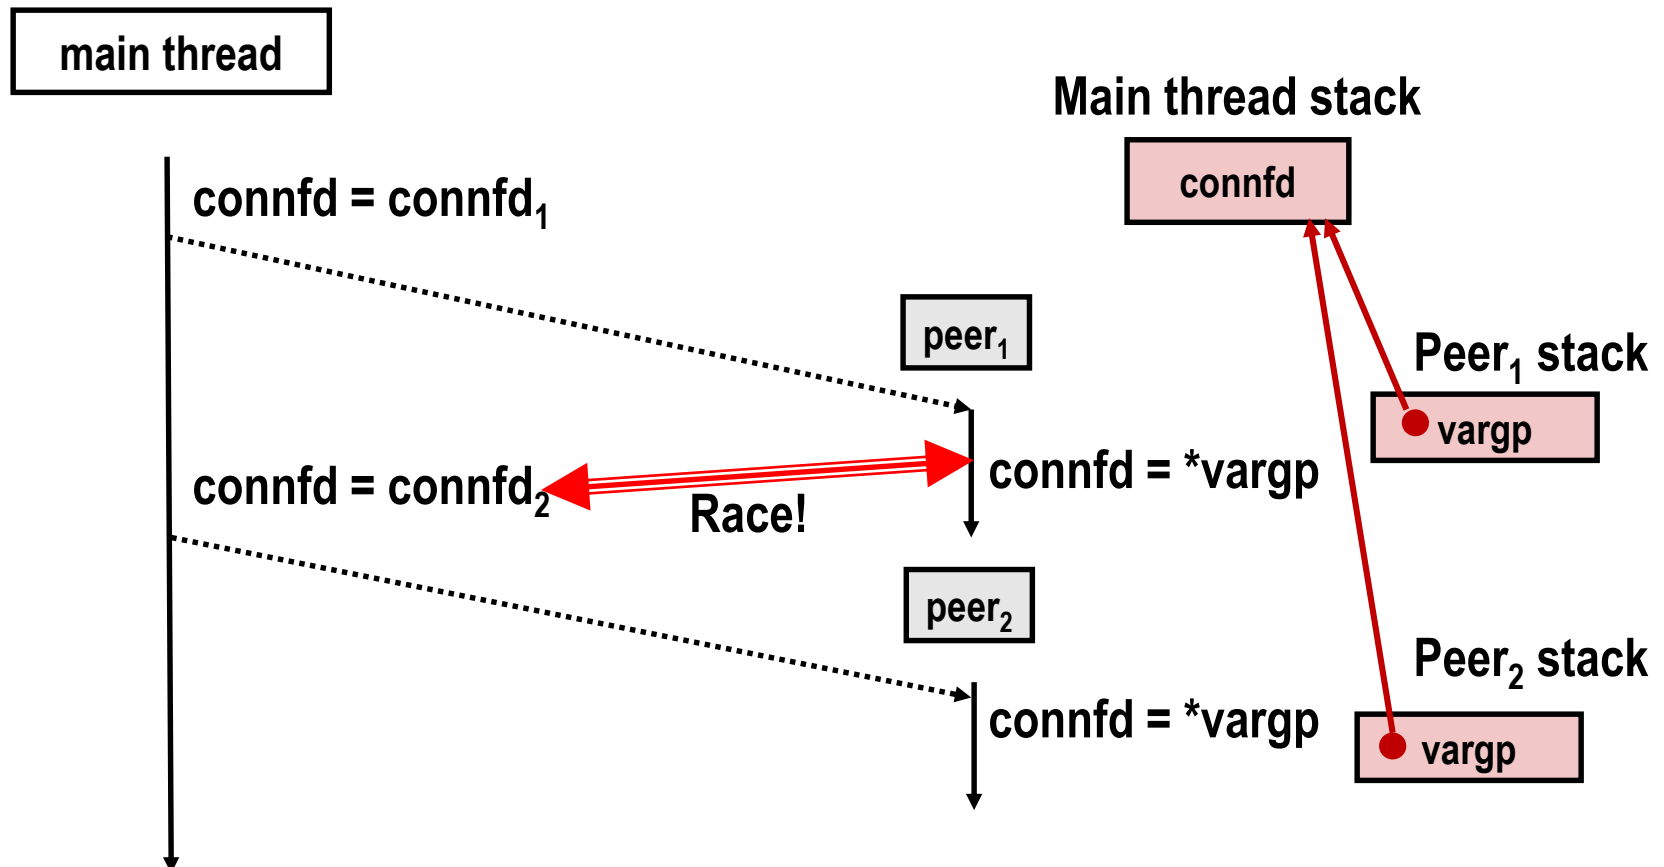 main thread
Main thread stack
connfd
connfd = connfd₁
peer₁
Peer₁ stack
vargp
connfd = connfd₂
Race!
connfd = *vargp
peer₂
Peer₂ stack
connfd = *vargp
vargp